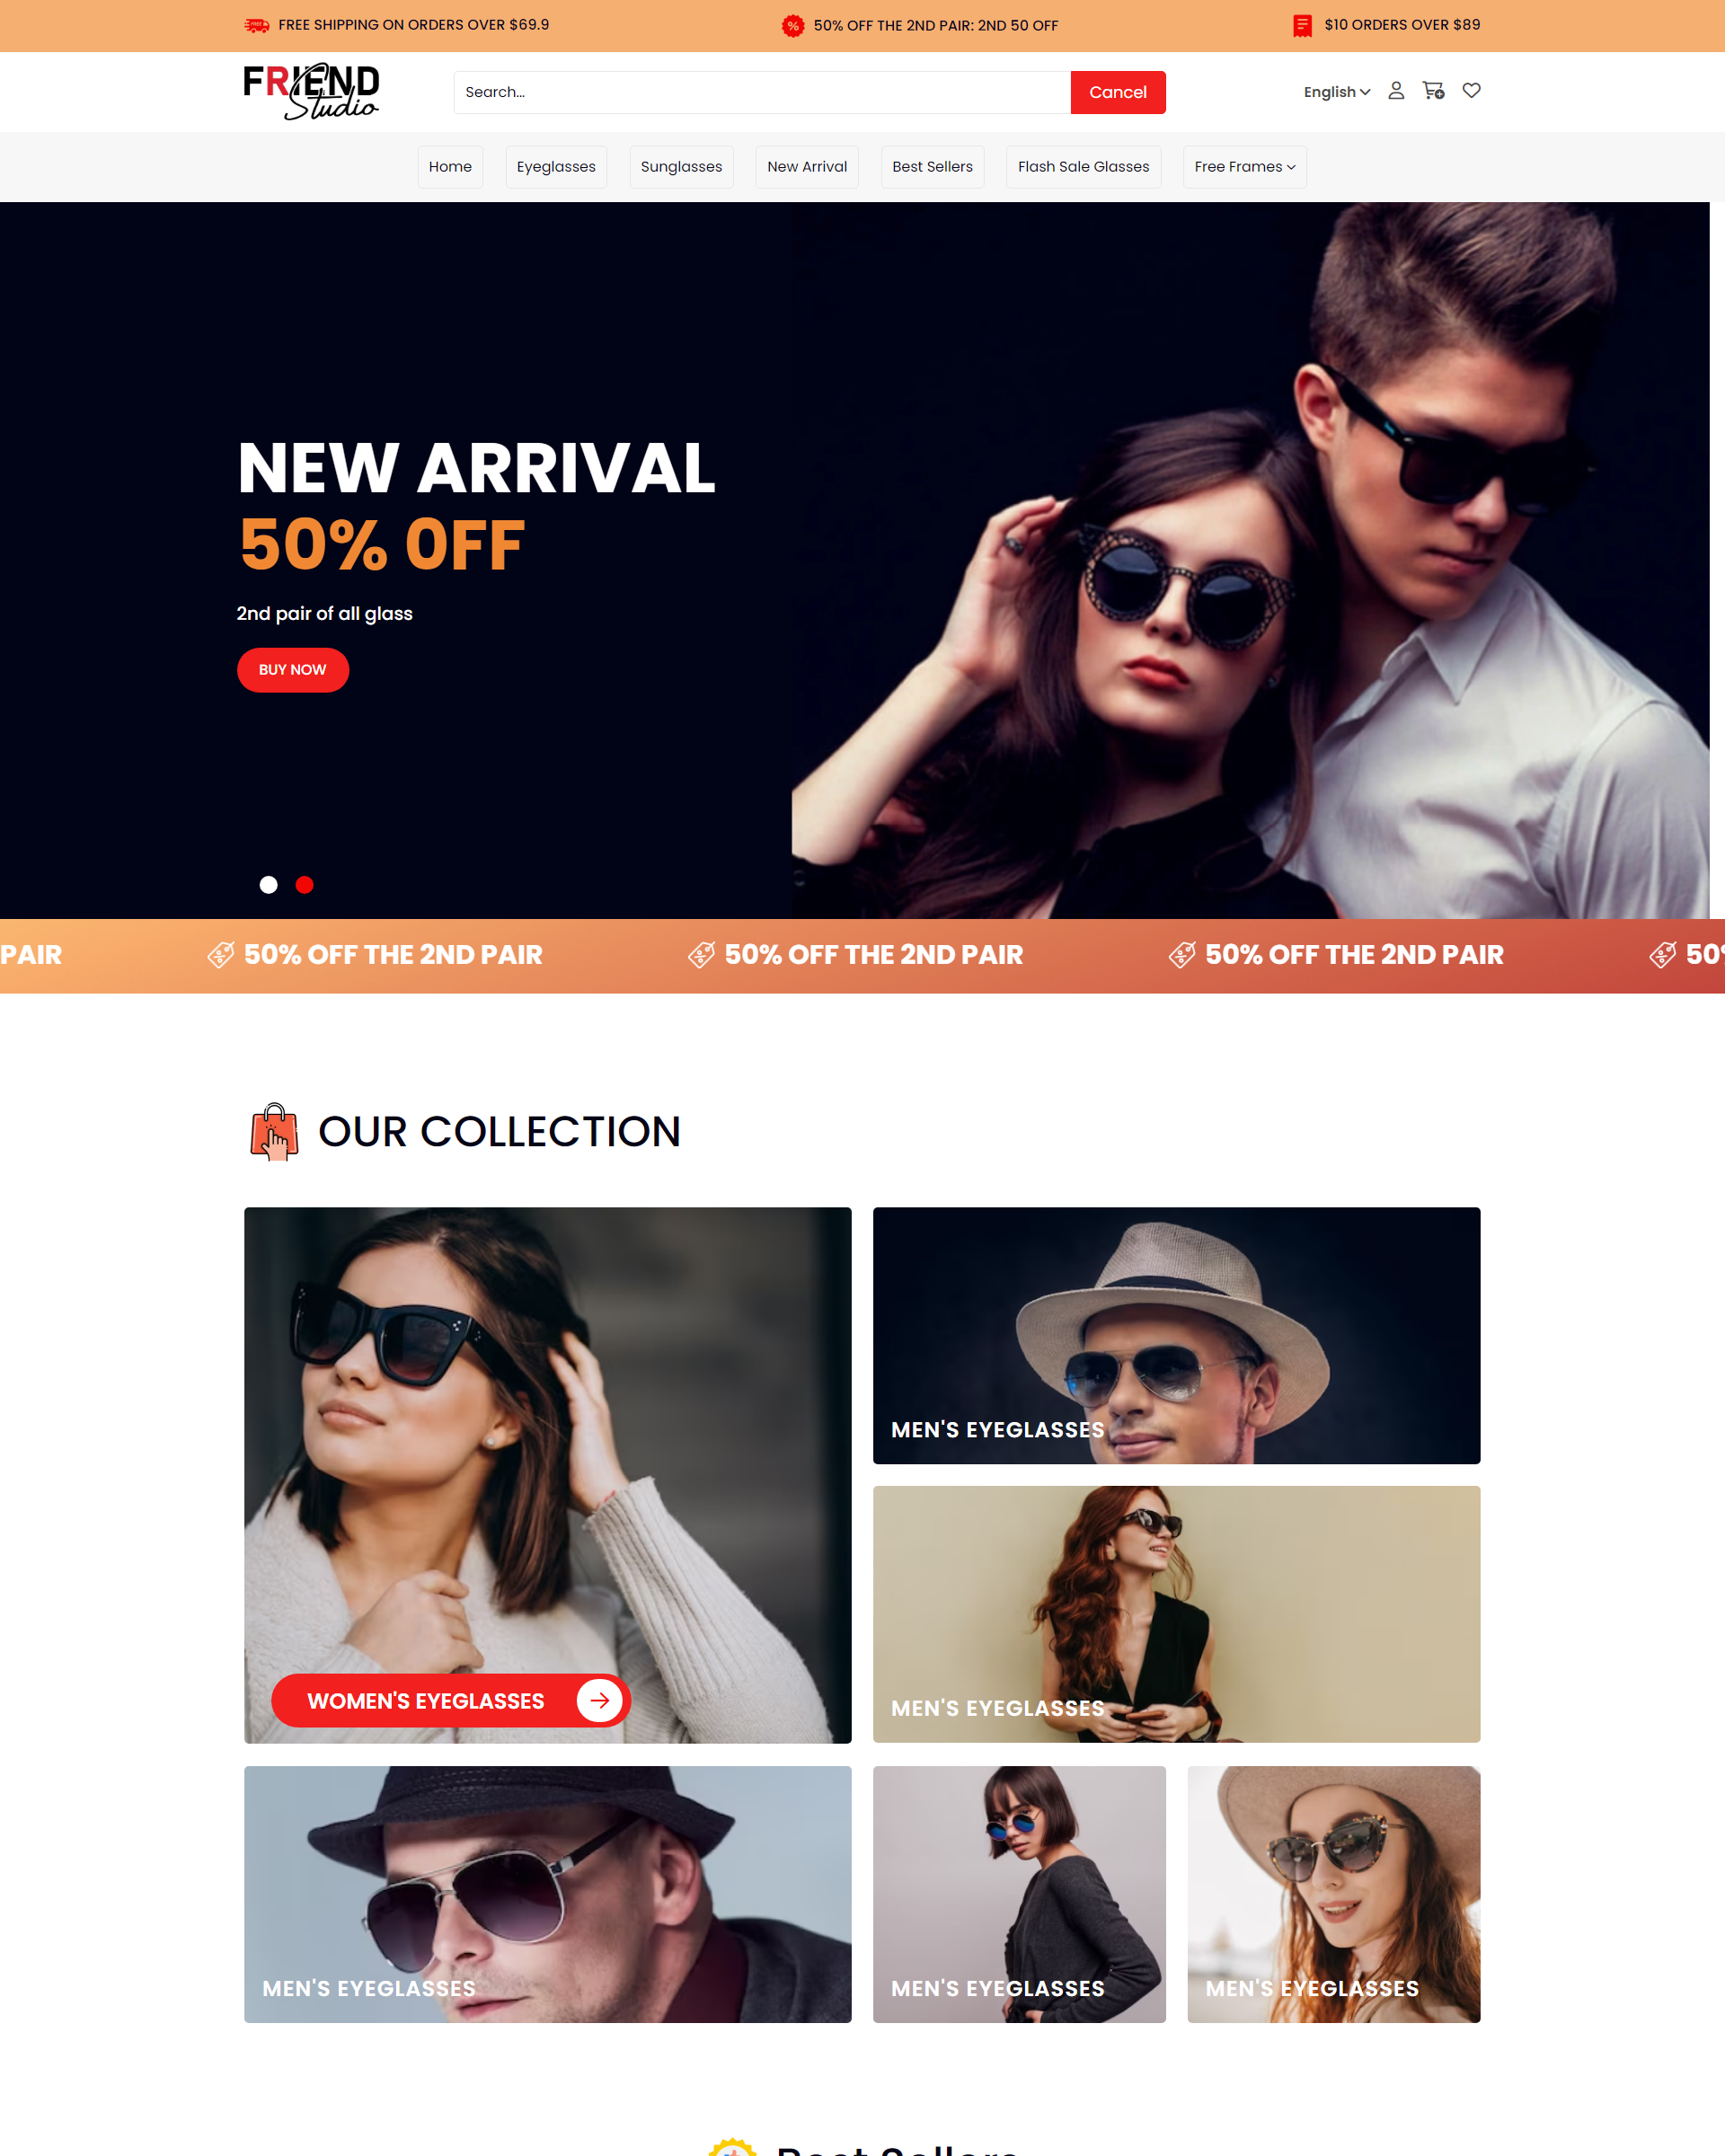 FREE SHIPPING ON ORDERS OVER $69.9
50% OFF THE 2ND PAIR: 2ND 50 OFF
$10 ORDERS OVER $89
FRIEND
Studio
Search...
Cancel
English
Home
Eyeglasses
Sunglasses
New Arrival
Best Sellers
Flash Sale Glasses
Free Frames
NEW ARRIVAL
50% 0FF
2nd pair of all glass
BUY NOW
PAIR
50% OFF THE 2ND PAIR
50% OFF THE 2ND PAIR
50% OFF THE 2ND PAIR
50%
OUR COLLECTION
MEN'S EYEGLASSES
WOMEN'S EYEGLASSES
MEN'S EYEGLASSES
MEN'S EYEGLASSES
MEN'S EYEGLASSES
MEN'S EYEGLASSES
Best Sellers